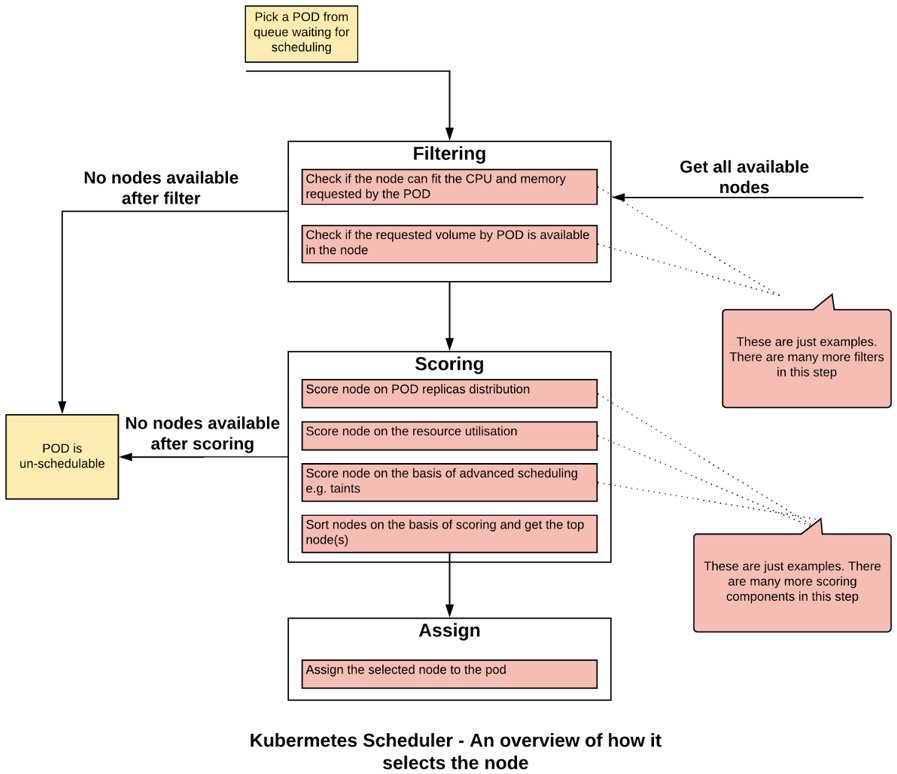 Pick a POD from
queue waiting for
scheduling
Filtering
Check if the node can fit the CPU and memory
requested by the POD
Check if the requested volume by POD is available
in the node
No nodes available
after filter
Get all available
nodes
These are just examples.
There are many more filters
in this step
Scoring
Score node on POD replicas distribution
Score node on the resource utilisation
Score node on the basis of advanced scheduling
e.g. taints
Sort nodes on the basis of scoring and get the top
node(s)
No nodes available
after scoring
POD is
un-schedulable
These are just examples. There
are many more scoring
components in this step
Assign
Assign the selected node to the pod
Kubernetes Scheduler - An overview of how it
selects the node